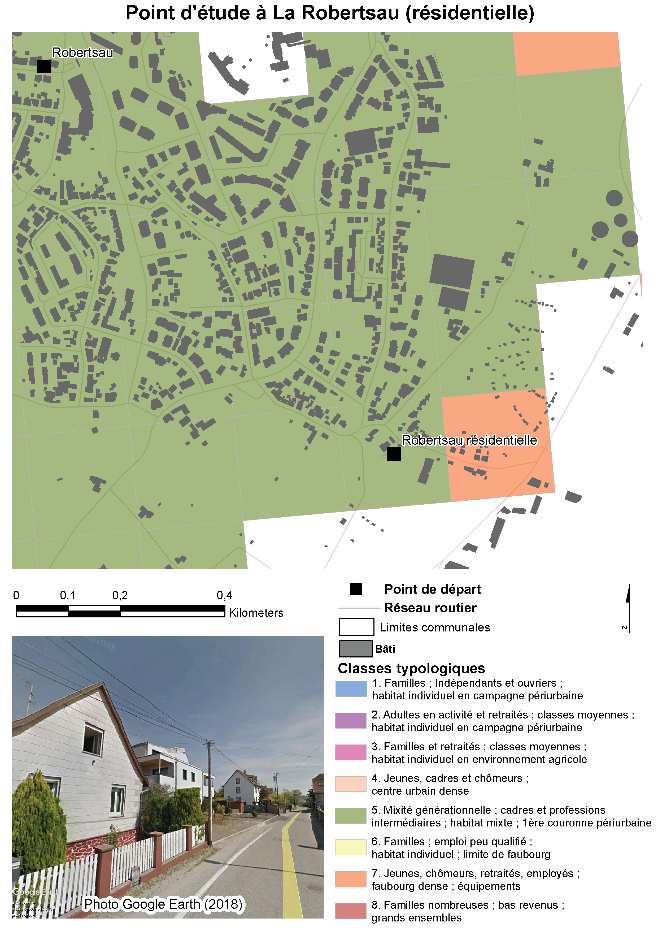 Point d'étude à La Robertsau (résidentielle)
Robertsau
Robertsau résidentielle
0 0,1 0,2 0,4
Kilometers
Point de départ
Réseau routier
Limites communales
Bâti
Classes typologiques
1. Familles ; Indépendants et ouvriers ;
habitat individuel en campagne périurbaine
2. Adultes en activité et retraités ; classes moyennes ;
habitat individuel en campagne périurbaine
3. Familles et retraités ; classes moyennes ;
habitat individuel en environnement agricole
4. Jeunes, cadres et chômeurs ;
centre urbain dense
5. Mixité générationnelle ; cadres et professions
intermédiaires ; habitat mixte ; 1ère couronne périurbaine
6. Familles ; emploi peu qualifié ;
habitat individuel ; limite de faubourg
7. Jeunes, chômeurs, retraités, employés ;
faubourg dense ; équipements
8. Familles nombreuses ; bas revenus ;
grands ensembles
Photo Google Earth (2018)